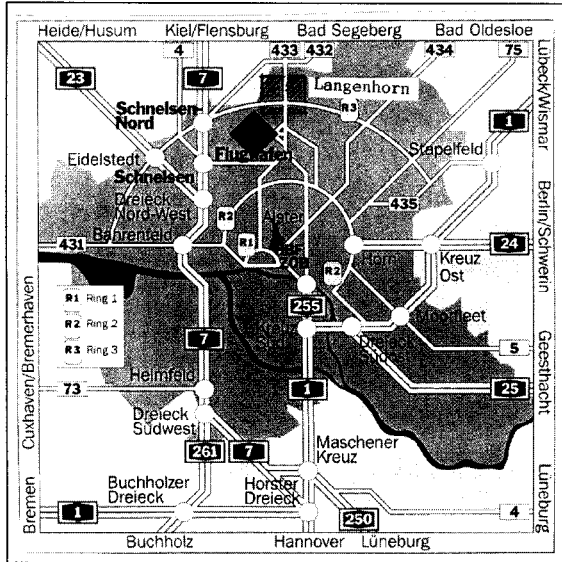 Heide/Husum Kiel/Flensburg Bad Segeberg Bad Oldesloe
4 433 432 434 75
23 7
Langenhorn
Lübeck/Wismar
R3
1
Schnelsen-
Nord
Stapelfeld
Eidelstedt
Flughafen
Schnelsen
Dreieck
Nord-West
435
Berlin/Schwerin
R2
Alster
431
Bahrenfeld
R1
ZOB
R2
Horn
24
Kreuz
Ost
Cuxhaven/Bremerhaven
R1 Ring 1
R2 Ring 2
R3 Ring 3
255
Moorfleet
Kreuz
Süd
Dreieck
Südost
7
1
5
Geesthacht
Heimfeld
73
25
Dreieck
Südwest
261
7
Maschener
Kreuz
Buchholzer
Dreieck
Horster
Dreieck
Bremen
1
250
4
Lüneburg
Buchholz Hannover Lüneburg